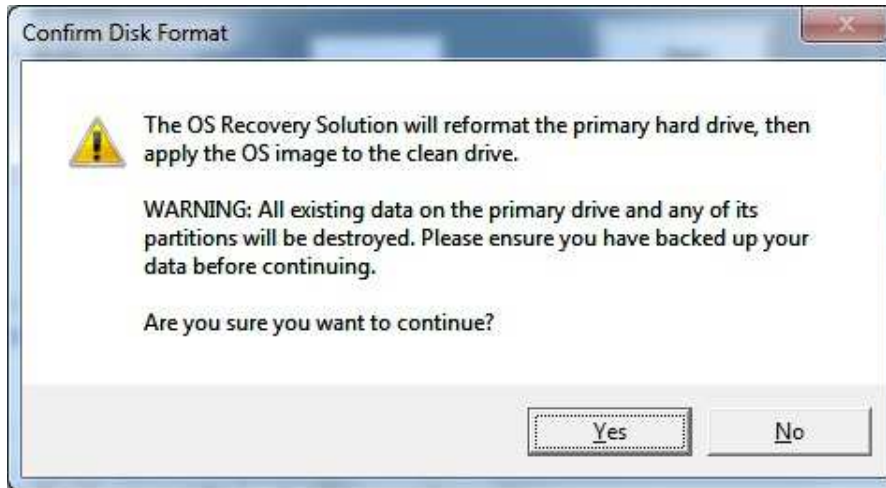 Confirm Disk Format
The OS Recovery Solution will reformat the primary hard drive, then
apply the OS image to the clean drive.
WARNING: All existing data on the primary drive and any of its
partitions will be destroyed. Please ensure you have backed up your
data before continuing.
Are you sure you want to continue?
Yes
No